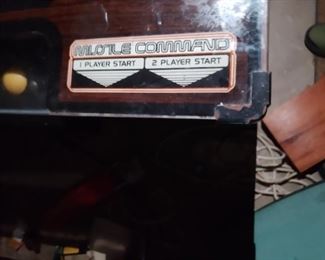 MISSILE COMMAND
1 PLAYER START 2 PLAYER START